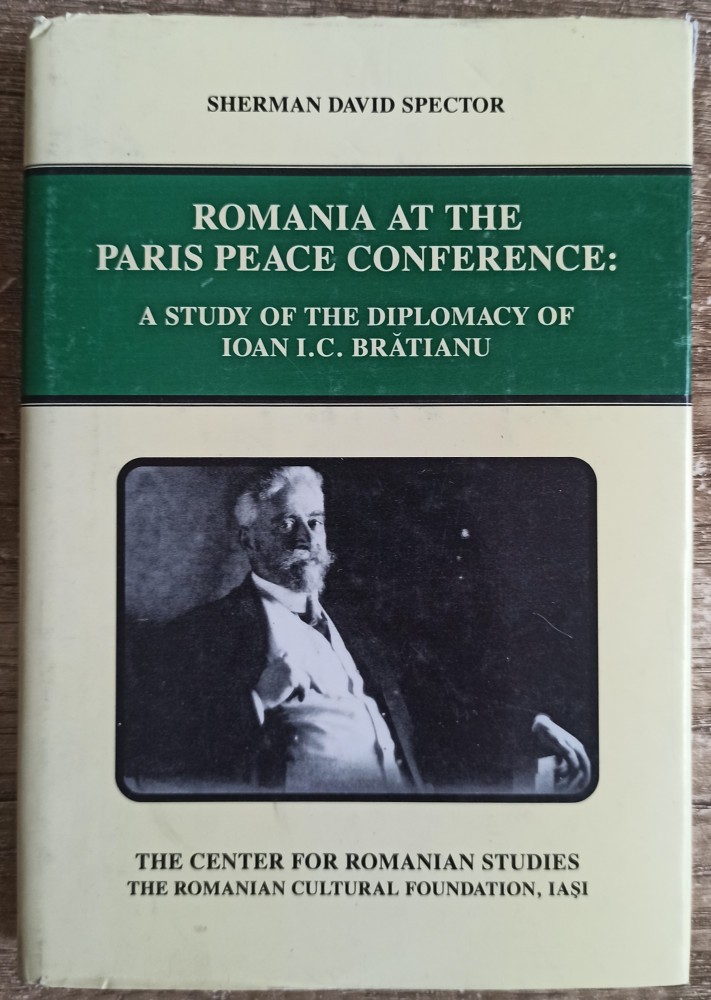 SHERMAN DAVID SPECTOR
ROMANIA AT THE
PARIS PEACE CONFERENCE:
A STUDY OF THE DIPLOMACY OF
IOAN I.C. BRĂTIANU
THE CENTER FOR ROMANIAN STUDIES
THE ROMANIAN CULTURAL FOUNDATION, IAŞI